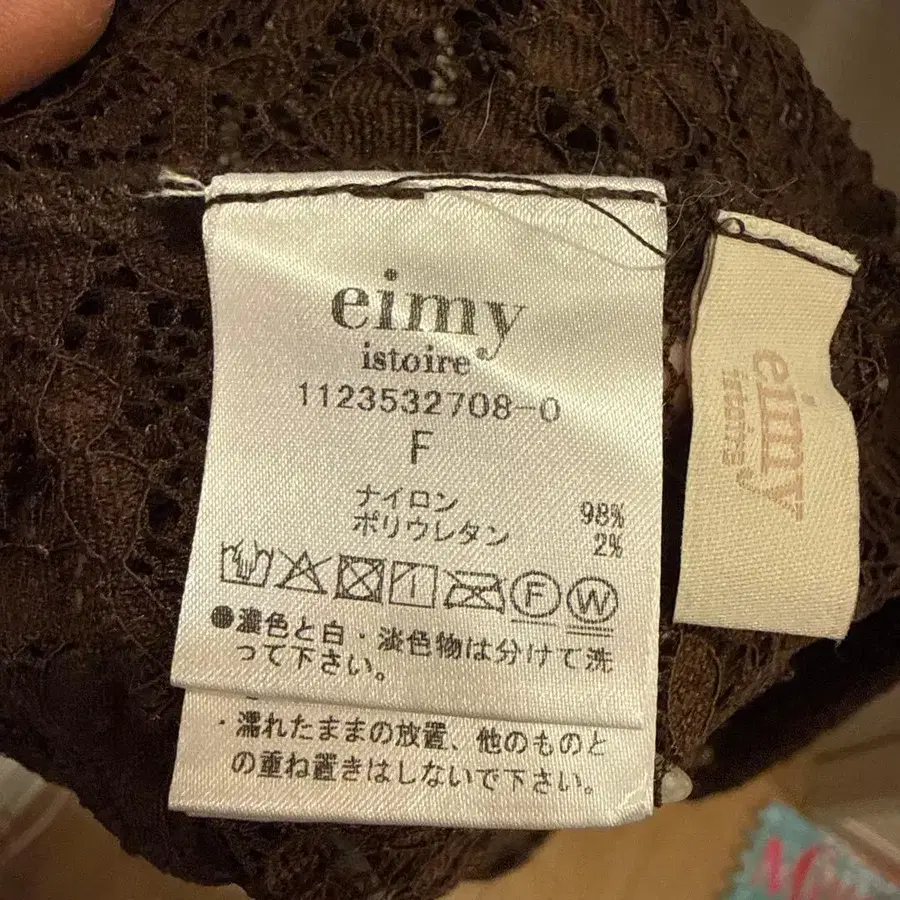 eimy
istoire®
1123532708-0
F
ナイロン 98%
ポリウレタン 2%
F W
●濃色と白・淡色物は分けて洗
って下さい。
・濡れたままの放置、他のものと
の重ね置きはしないで下さい。
eimy
istoire